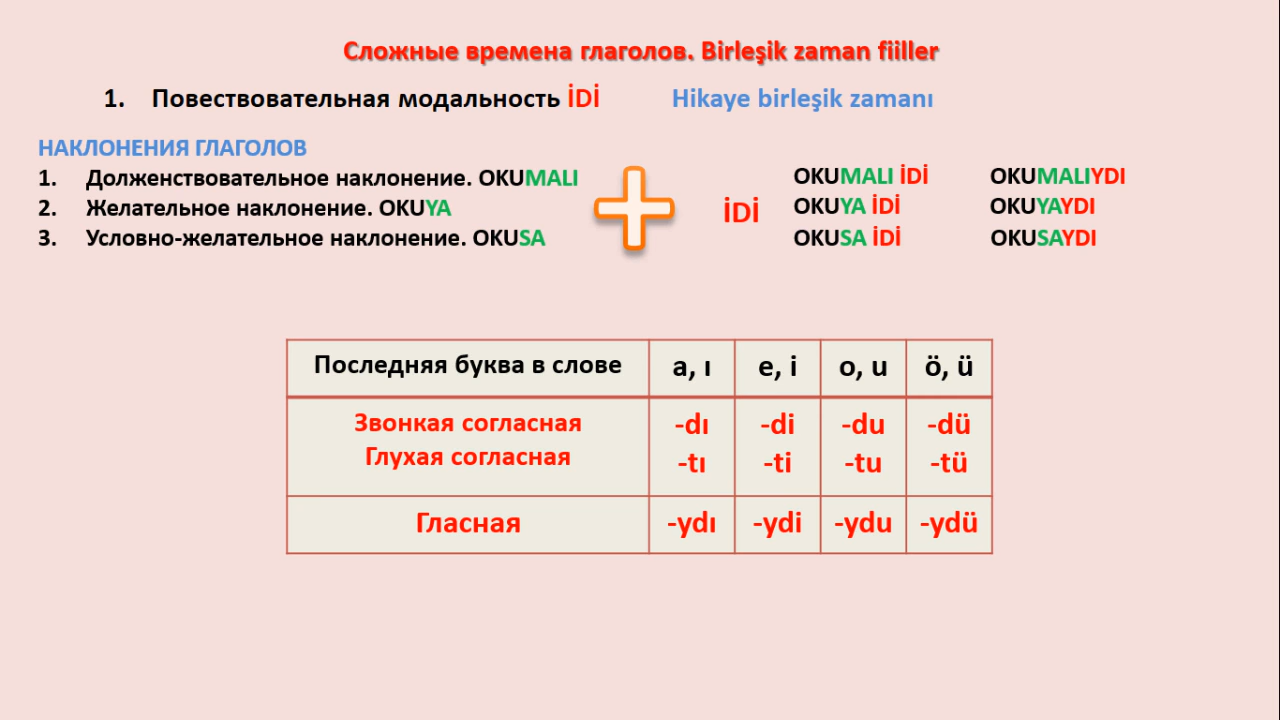 Сложные времена глаголов. Birleşik zaman fiiller
1. Повествовательная модальность İDİ Hikaye birleşik zamanı
НАКЛОНЕНИЯ ГЛАГОЛОВ
1. Долженствовательное наклонение. OKUMALI
2. Желательное наклонение. OKUYA
3. Условно-желательное наклонение. OKUSA
İDİ
OKUMALI İDİ OKUMALIYDI
OKUYA İDİ OKUYAYDI
OKUSA İDİ OKUSAYDI
Последняя буква в слове a, ı e, i o, u ö, ü
Звонкая согласная -dı -di -du -dü
Глухая согласная -tı -ti -tu -tü
Гласная -ydı -ydi -ydu -ydü